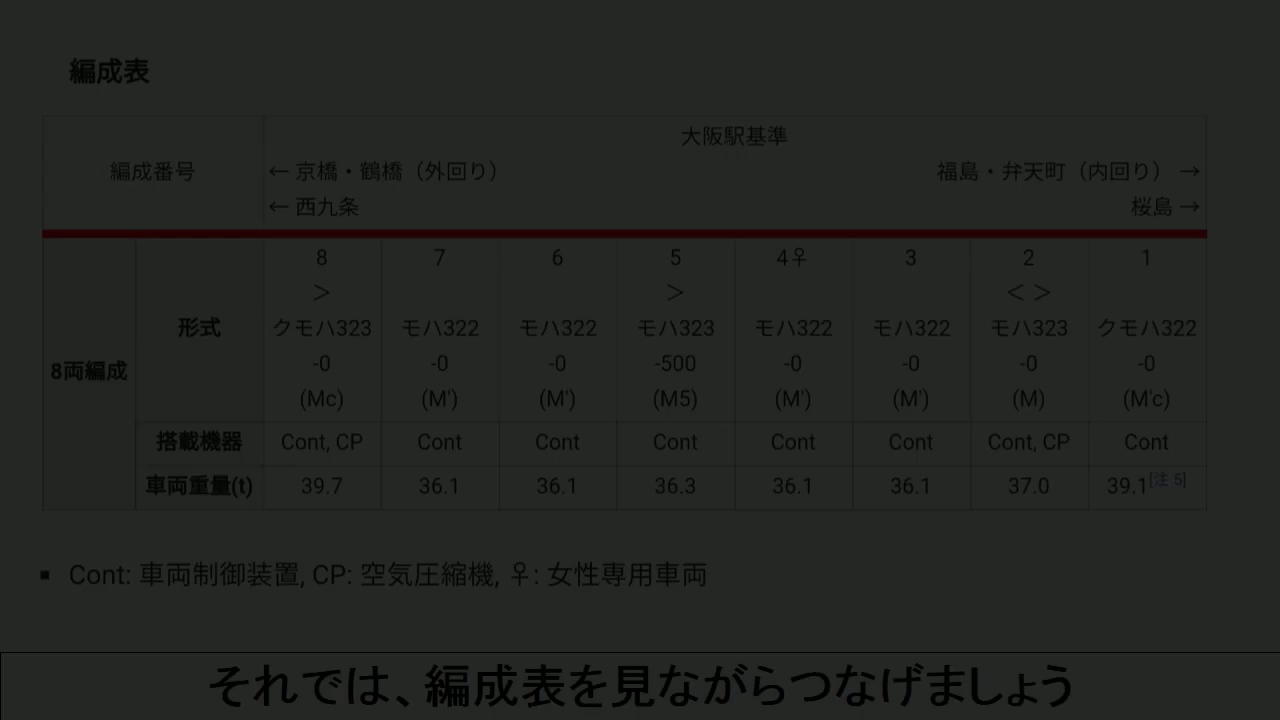 編成表
編成番号
大阪駅基準
← 京橋・鶴橋（外回り）
福島・弁天町（内回り） →
← 西九条
桜島 →
8両編成
形式
8 7 6 5 4♀ 3 2 1
> > < >
クモハ323 モハ322 モハ322 モハ323 モハ322 モハ322 モハ323 クモハ322
-0 -0 -0 -500 -0 -0 -0 -0
(Mc) (M') (M') (M5) (M') (M') (M) (M'c)
搭載機器 Cont, CP Cont Cont Cont Cont Cont Cont, CP Cont
車両重量(t) 39.7 36.1 36.1 36.3 36.1 36.1 37.0 39.1[注 5]
▪ Cont: 車両制御装置, CP: 空気圧縮機, ♀: 女性専用車両
それでは、編成表を見ながらつなげましょう